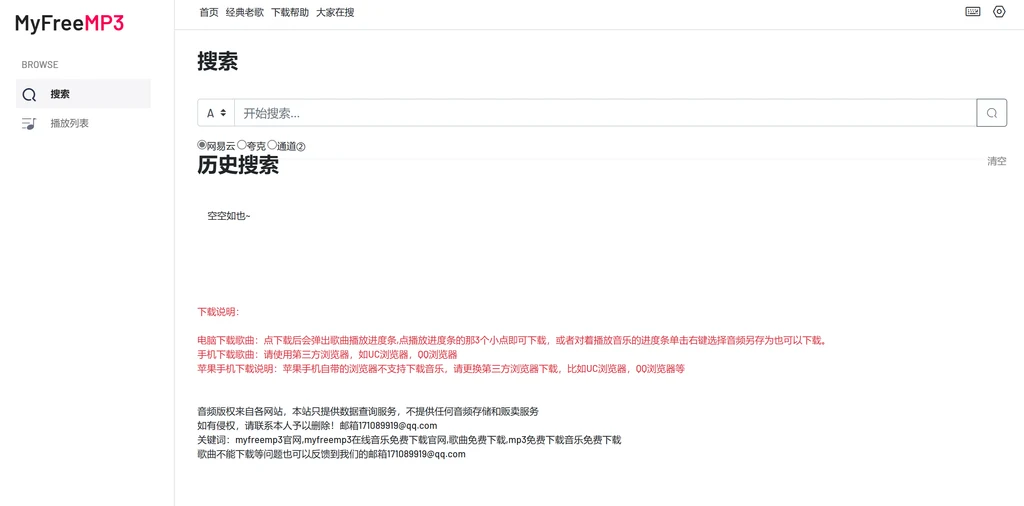 MyFreeMP3
首页 经典老歌 下载帮助 大家在搜
BROWSE
搜索
播放列表
搜索
A 开始搜索...
网易云 夸克 通道②
历史搜索
清空
空空如也~
下载说明：
电脑下载歌曲：点下载后会弹出歌曲播放进度条,点播放进度条的那3个小点即可下载，或者对着播放音乐的进度条单击右键选择音频另存为也可以下载。
手机下载歌曲：请使用第三方浏览器，如UC浏览器，QQ浏览器
苹果手机下载说明：苹果手机自带的浏览器不支持下载音乐，请更换第三方浏览器下载，比如UC浏览器，QQ浏览器等
音频版权来自各网站，本站只提供数据查询服务，不提供任何音频存储和贩卖服务
如有侵权，请联系本人予以删除！邮箱171089919@qq.com
关键词：myfreemp3官网,myfreemp3在线音乐免费下载官网,歌曲免费下载,mp3免费下载音乐免费下载
歌曲不能下载等问题也可以反馈到我们的邮箱171089919@qq.com